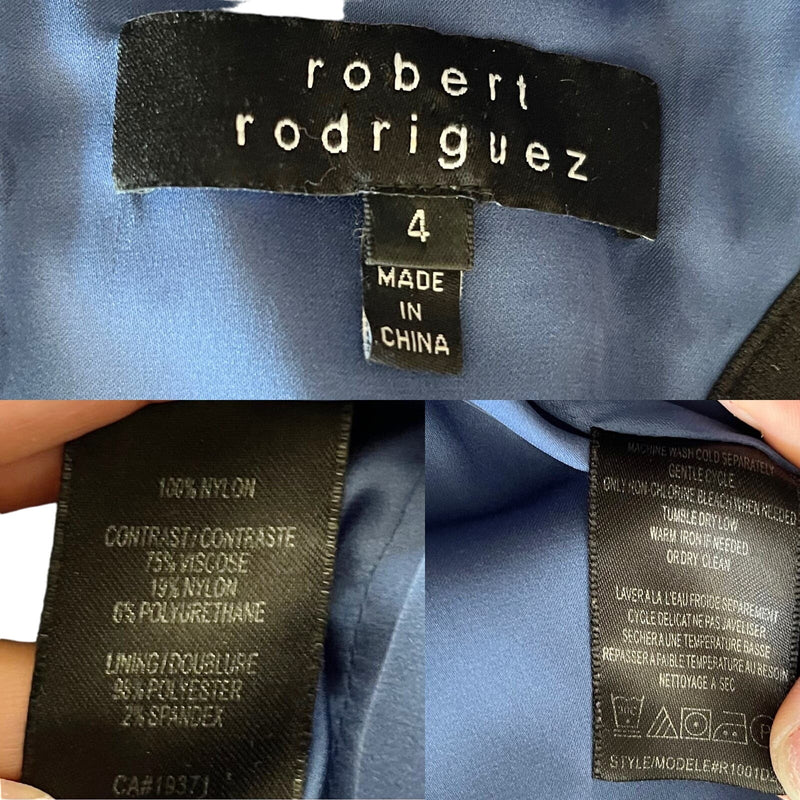 robert
rodriguez
4
MADE
IN
CHINA
100% NYLON
CONTRAST/CONTRASTE
75% VISCOSE
19% NYLON
6% POLYURETHANE
LINING/DOUBLURE
98% POLYESTER
2% SPANDEX
CA#19371
MACHINE WASH COLD SEPARATELY
GENTLE CYCLE
ONLY NON-CHLORINE BLEACH WHEN NEEDED
TUMBLE DRY LOW
WARM IRON IF NEEDED
OR DRY CLEAN
LAVER A LA L'EAU FROIDE SEPAREMENT
CYCLE DELICAT NE PAS JAVELISER
SECHER A UNE TEMPERATURE BASSE
REPASSER A FAIBLE TEMPERATURE AU BESOIN
NETTOYAGE A SEC
STYLE/MODELE#R1001D